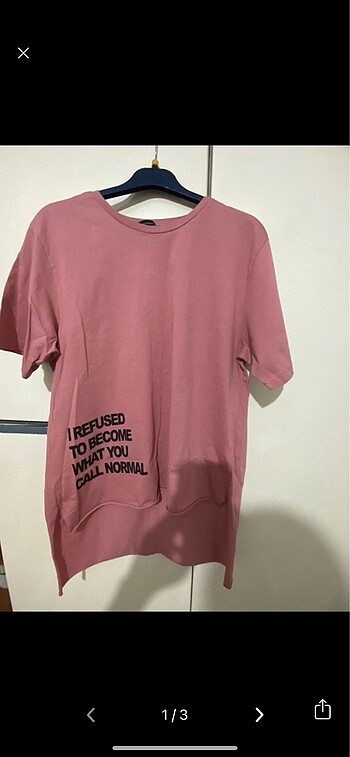 I REFUSED
TO BECOME
WHAT YOU
CALL NORMAL
1/3